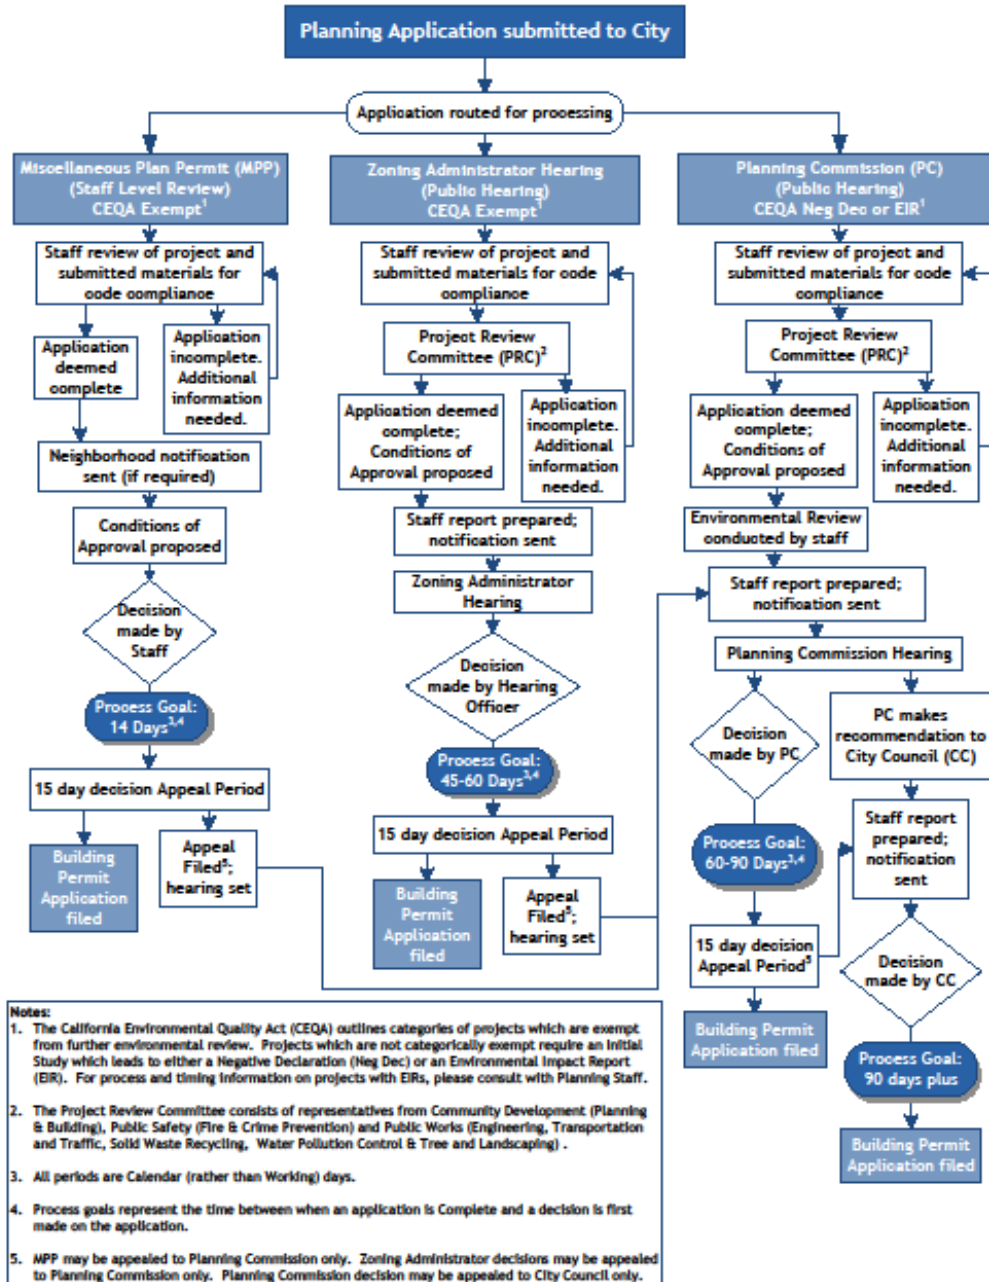 Planning Application submitted to City
Application routed for processing
Miscellaneous Plan Permit (MPP)
(Staff Level Review)
CEQA Exempt1
Staff review of project and
submitted materials for
code compliance
Application
deemed
complete
Application
incomplete.
Additional
information
needed.
Neighborhood notification
sent (if required)
Conditions of
Approval proposed
Decision
made by
Staff
Process Goal:
14 Days3,4
15 day decision Appeal Period
Building
Permit
Application
filed
Appeal
Filed5;
hearing set
Zoning Administrator Hearing
(Public Hearing)
CEQA Exempt1
Staff review of project and
submitted materials for code
compliance
Project Review
Committee (PRC)2
Application deemed
complete;
Conditions of
Approval proposed
Application
incomplete.
Additional
information
needed.
Staff report prepared;
notification sent
Zoning Administrator
Hearing
Decision
made by Hearing
Officer
Process Goal:
45-60 Days3,4
15 day decision Appeal Period
Building
Permit
Application
filed
Appeal
Filed5;
hearing set
Planning Commission (PC)
(Public Hearing)
CEQA Neg Dec or EIR1
Staff review of project and
submitted materials for code
compliance
Project Review
Committee (PRC)2
Application deemed
complete;
Conditions of
Approval proposed
Application
incomplete.
Additional
information
needed.
Environmental Review
conducted by staff
Staff report prepared;
notification sent
Planning Commission Hearing
Decision
made by PC
Process Goal:
60-90 Days3,4
15 day decision
Appeal Period5
Building Permit
Application filed
PC makes
recommendation to
City Council (CC)
Staff report
prepared;
notification
sent
Decision
made by CC
Process Goal:
90 days plus
Building Permit
Application filed
Notes:
1. The California Environmental Quality Act (CEQA) outlines categories of projects which are exempt
from further environmental review. Projects which are not categorically exempt require an Initial
Study which leads to either a Negative Declaration (Neg Dec) or an Environmental Impact Report
(EIR). For process and timing information on projects with EIRs, please consult with Planning Staff.
2. The Project Review Committee consists of representatives from Community Development (Planning
& Building), Public Safety (Fire & Crime Prevention) and Public Works (Engineering, Transportation
and Traffic, Solid Waste Recycling, Water Pollution Control & Tree and Landscaping) .
3. All periods are Calendar (rather than Working) days.
4. Process goals represent the time between when an application is Complete and a decision is first
made on the application.
5. MPP may be appealed to Planning Commission only. Zoning Administrator decisions may be appealed
to Planning Commission only. Planning Commission decision may be appealed to City Council only.